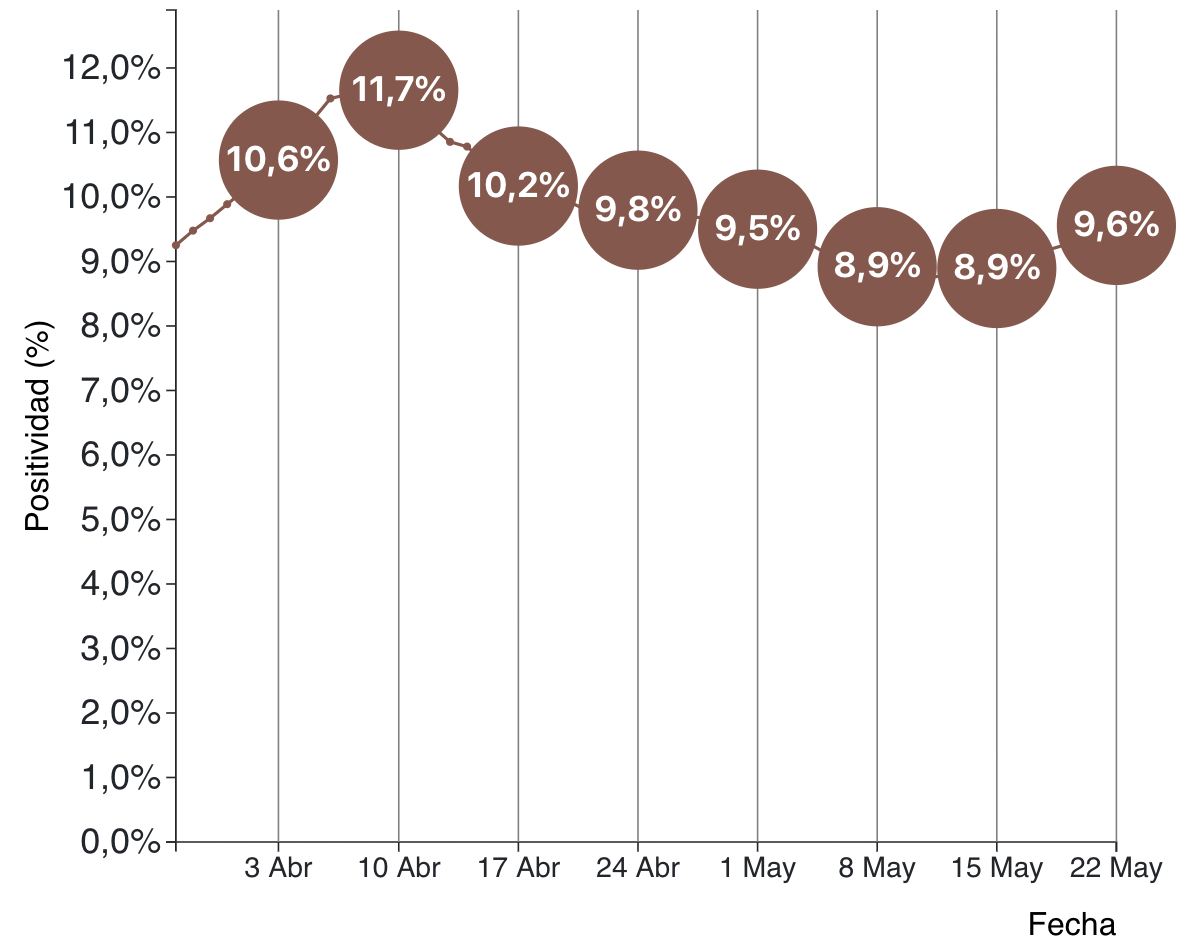 12,0%
11,0%
10,0%
9,0%
8,0%
7,0%
6,0%
5,0%
4,0%
3,0%
2,0%
1,0%
0,0%
Positividad (%)
10,6%
11,7%
10,2%
9,8%
9,5%
8,9%
8,9%
9,6%
3 Abr
10 Abr
17 Abr
24 Abr
1 May
8 May
15 May
22 May
Fecha